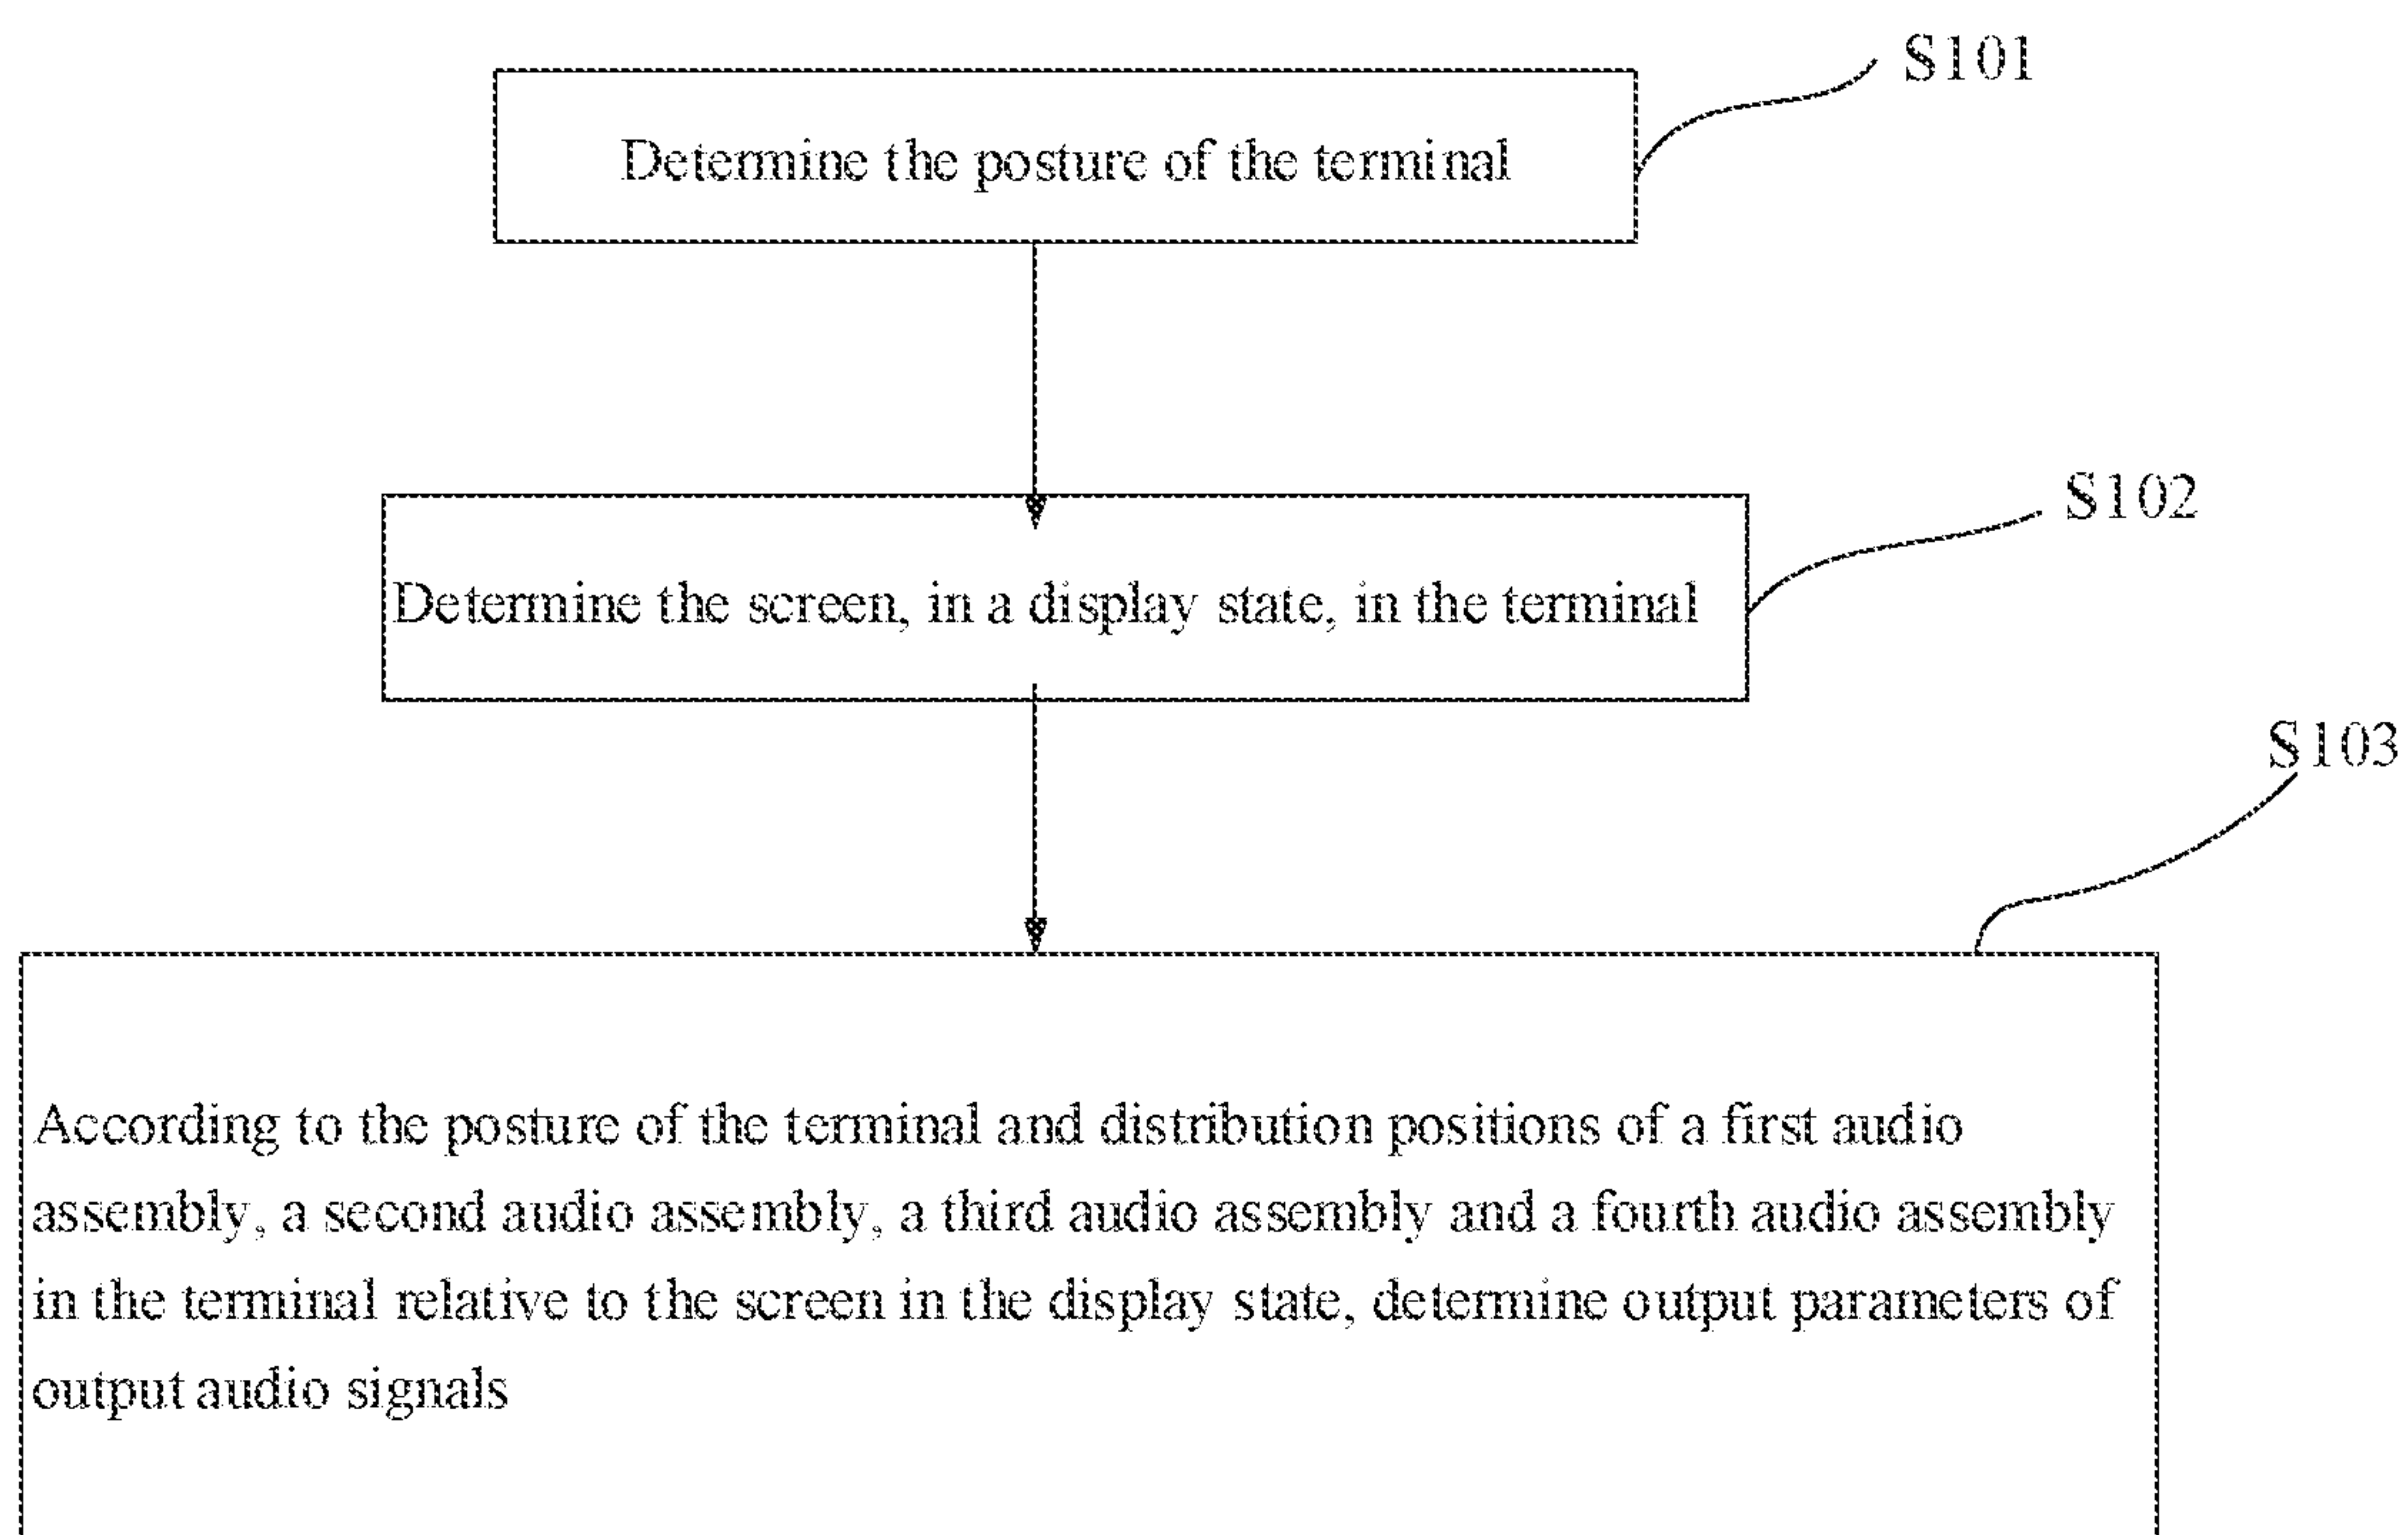 S101
Determine the posture of the terminal
S102
Determine the screen, in a display state, in the terminal
S103
According to the posture of the terminal and distribution positions of a first audio
assembly, a second audio assembly, a third audio assembly and a fourth audio assembly
in the terminal relative to the screen in the display state, determine output parameters of
output audio signals